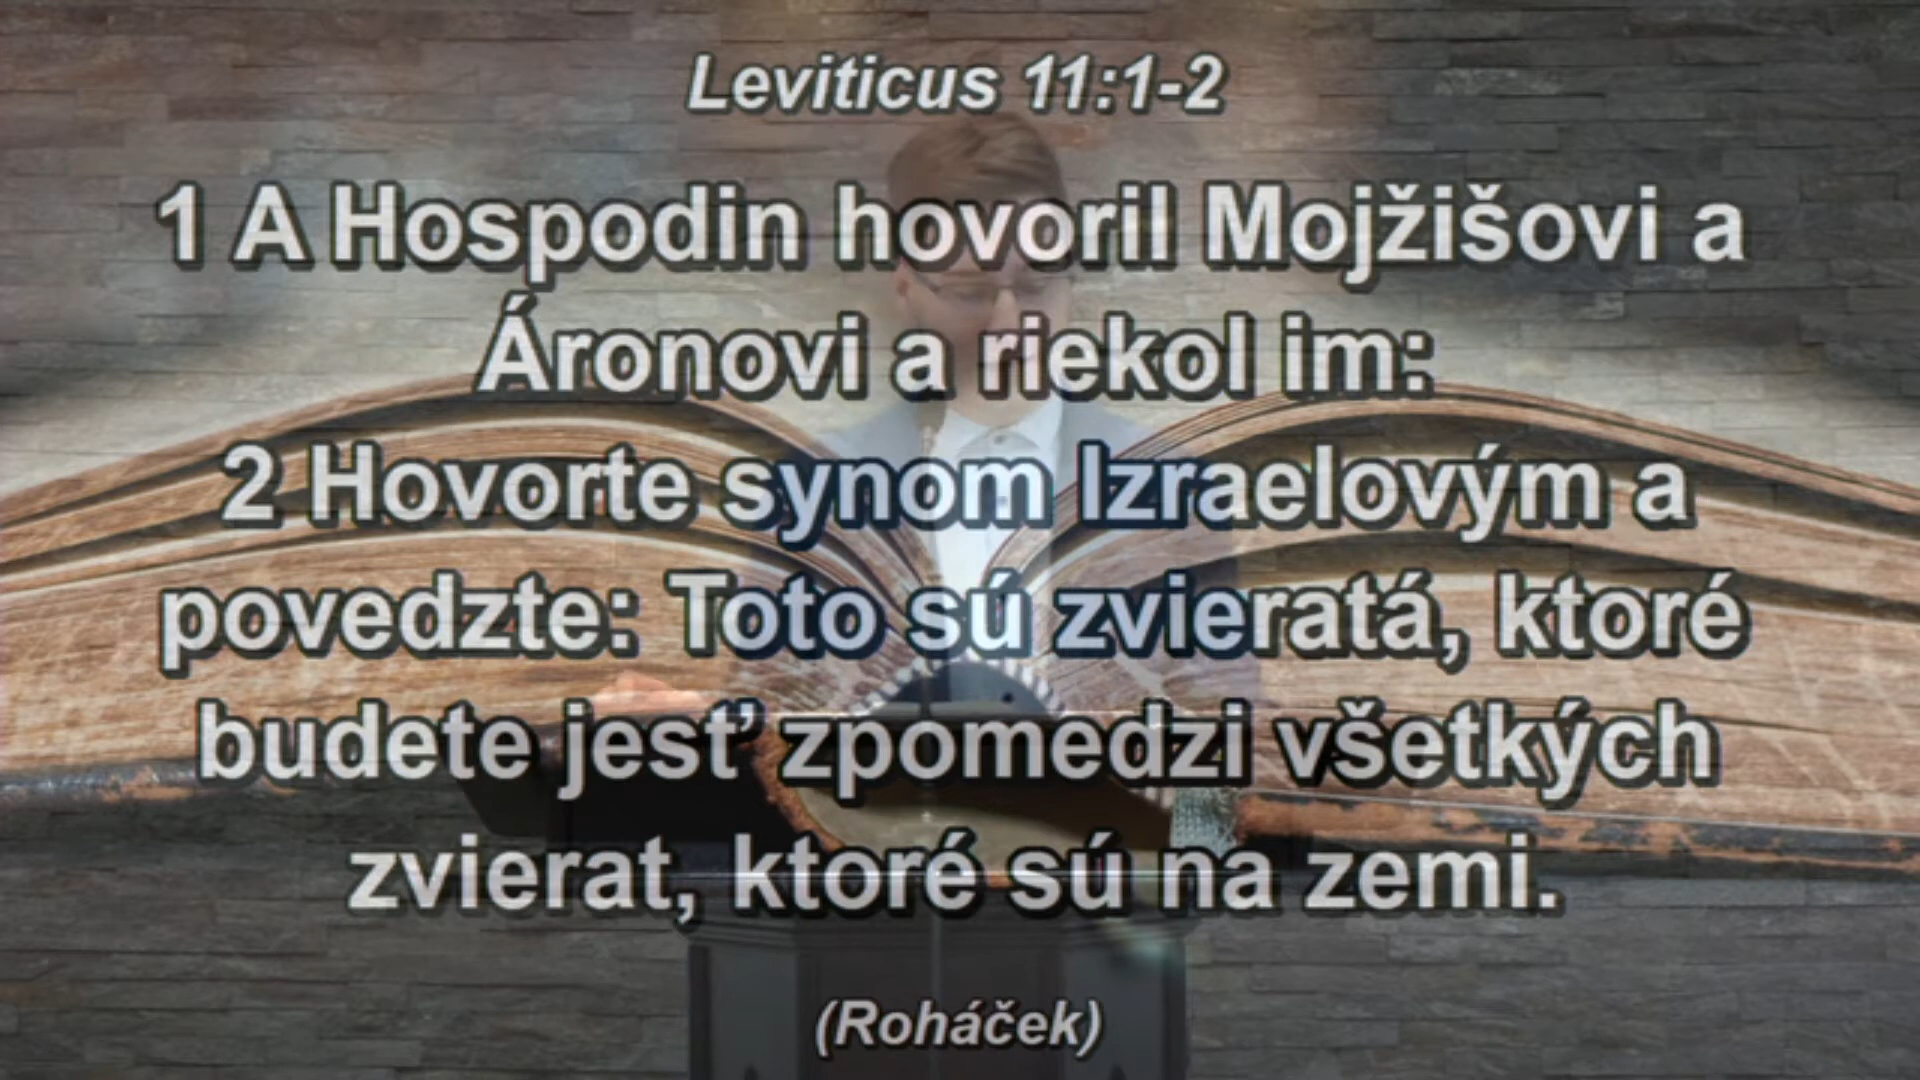 Leviticus 11:1-2
1 A Hospodin hovoril Mojžišovi a
Áronovi a riekol im:
2 Hovorte synom Izraelovým a
povedzte: Toto sú zvieratá, ktoré
budete jesť zpomedzi všetkých
zvierat, ktoré sú na zemi.
(Roháček)